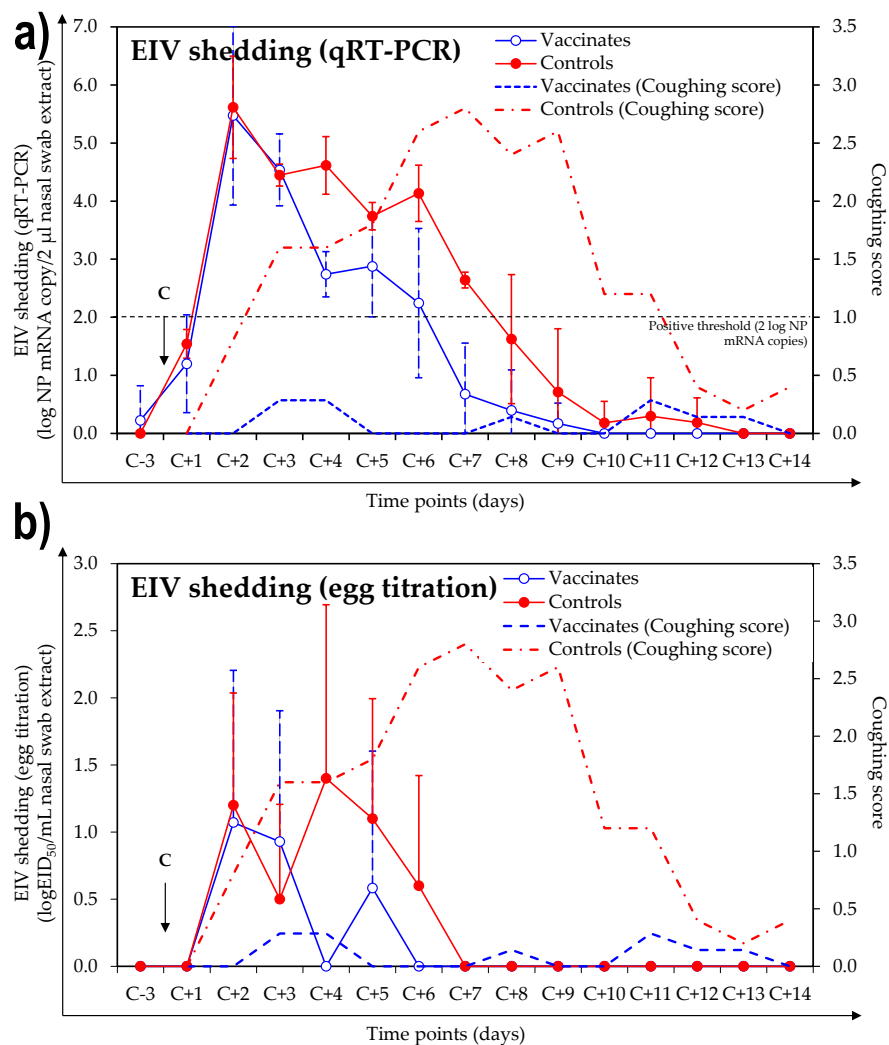 a)
EIV shedding (qRT-PCR)
Vaccinates
Controls
Vaccinates (Coughing score)
Controls (Coughing score)
EIV shedding (qRT-PCR)
(log NP mRNA copy/2 µl nasal swab extract)
7.0
6.0
5.0
4.0
3.0
2.0
1.0
0.0
C
Positive threshold (2 log NP
mRNA copies)
3.5
3.0
2.5
2.0
1.5
1.0
0.5
0.0
Coughing score
C-3 C+1 C+2 C+3 C+4 C+5 C+6 C+7 C+8 C+9 C+10 C+11 C+12 C+13 C+14
Time points (days)
b)
EIV shedding (egg titration)
Vaccinates
Controls
Vaccinates (Coughing score)
Controls (Coughing score)
EIV shedding (egg titration)
(logEID50/mL nasal swab extract)
3.0
2.5
2.0
1.5
1.0
0.5
0.0
C
3.5
3.0
2.5
2.0
1.5
1.0
0.5
0.0
Coughing score
C-3 C+1 C+2 C+3 C+4 C+5 C+6 C+7 C+8 C+9 C+10 C+11 C+12 C+13 C+14
Time points (days)